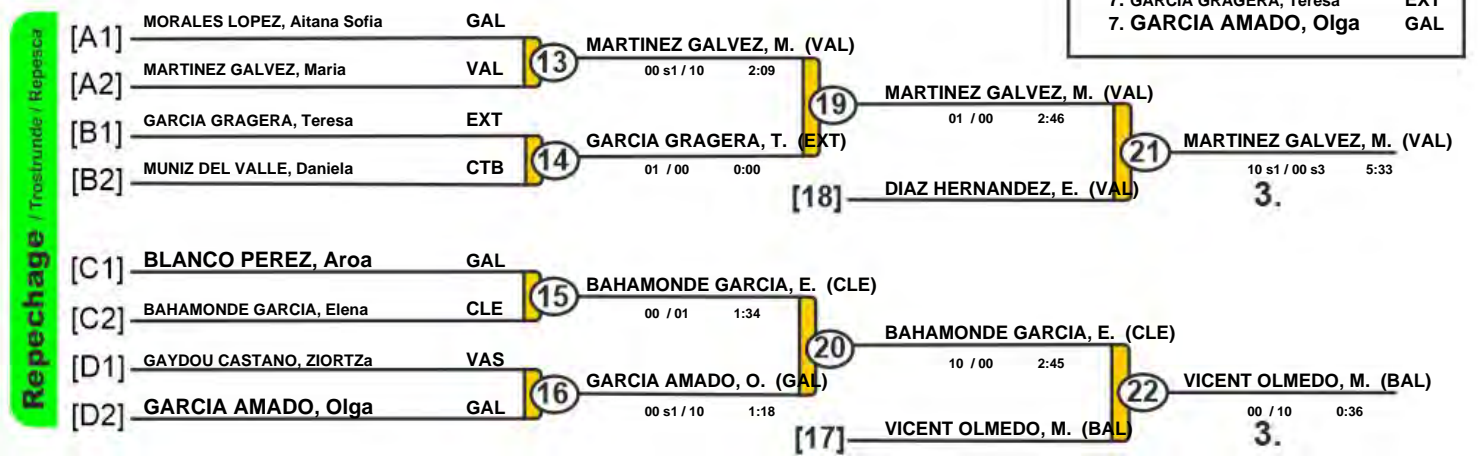 7. GARCIA GRAGERA, Teresa EXT
7. GARCIA AMADO, Olga GAL
Repechage / Trostrunde / Repesca
[A1] MORALES LOPEZ, Aitana Sofia GAL
[A2] MARTINEZ GALVEZ, Maria VAL
13 MARTINEZ GALVEZ, M. (VAL)
00 s1 / 10 2:09
[B1] GARCIA GRAGERA, Teresa EXT
[B2] MUNIZ DEL VALLE, Daniela CTB
14 GARCIA GRAGERA, T. (EXT)
01 / 00 0:00
19 MARTINEZ GALVEZ, M. (VAL)
01 / 00 2:46
[18] DIAZ HERNANDEZ, E. (VAL)
21 MARTINEZ GALVEZ, M. (VAL)
10 s1 / 00 s3 5:33
3.
[C1] BLANCO PEREZ, Aroa GAL
[C2] BAHAMONDE GARCIA, Elena CLE
15 BAHAMONDE GARCIA, E. (CLE)
00 / 01 1:34
[D1] GAYDOU CASTANO, ZIORTZa VAS
[D2] GARCIA AMADO, Olga GAL
16 GARCIA AMADO, O. (GAL)
00 s1 / 10 1:18
20 BAHAMONDE GARCIA, E. (CLE)
10 / 00 2:45
[17] VICENT OLMEDO, M. (BAL)
22 VICENT OLMEDO, M. (BAL)
00 / 10 0:36
3.